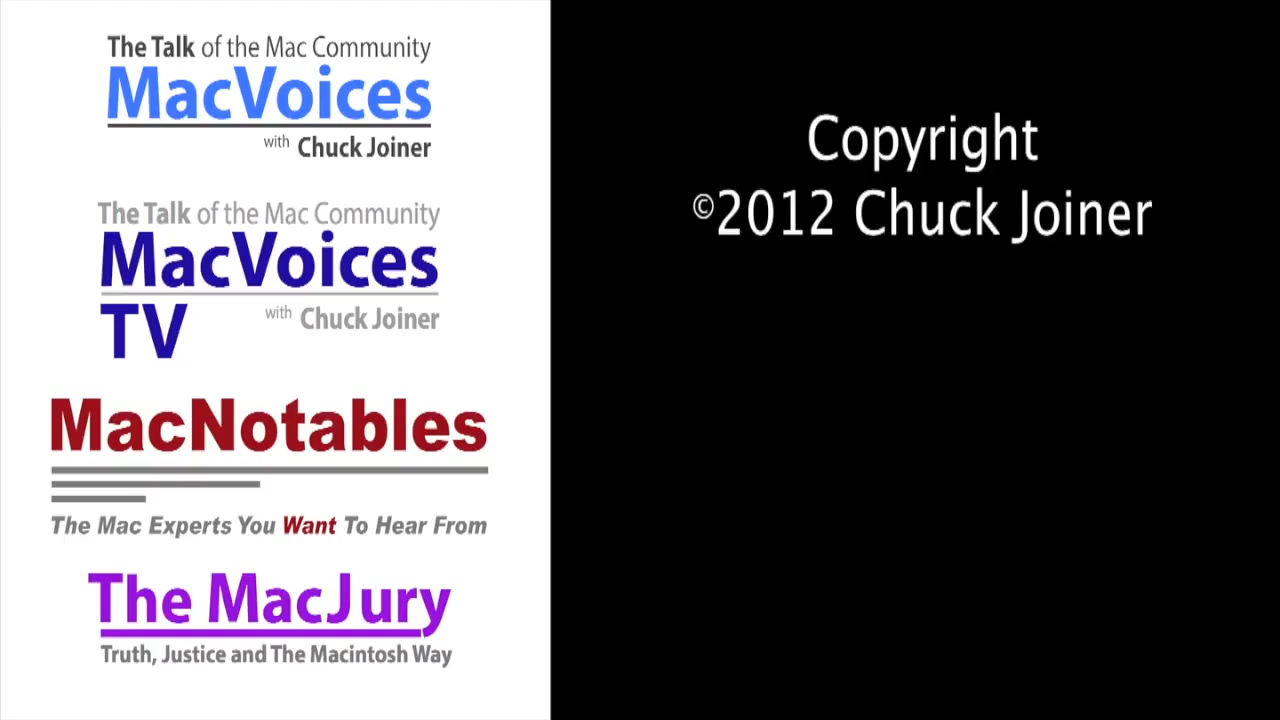 The Talk of the Mac Community
MacVoices
with Chuck Joiner
The Talk of the Mac Community
MacVoices
TV
with Chuck Joiner
MacNotables
The Mac Experts You Want To Hear From
The MacJury
Truth, Justice and The Macintosh Way
Copyright
©2012 Chuck Joiner